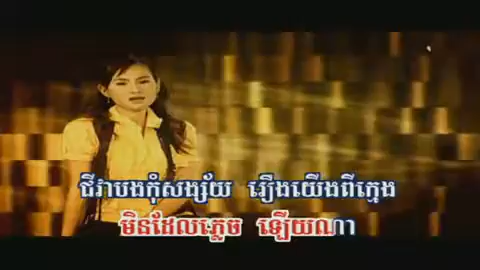 ជីវាបងកុំសង្ស័យ រឿងយើងពីក្មេង
មិនដែលភ្លេច ឡើយណា